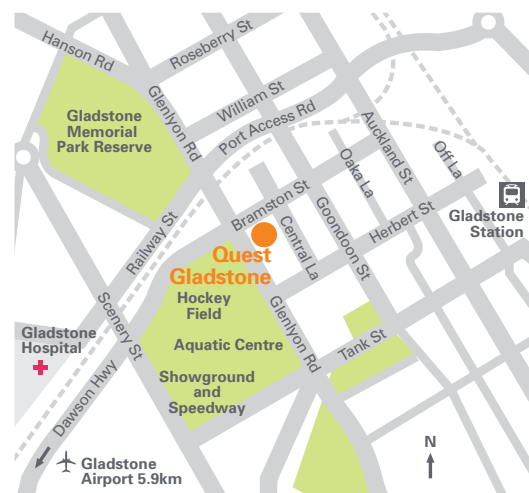 Hanson Rd
Roseberry St
Glenlyon Rd
William St
Port Access Rd
Gladstone
Memorial
Park Reserve
Auckland St
Oaka La
Off La
Bramston St
Goondoon St
Herbert St
Central La
Gladstone
Station
Railway St
Quest
Gladstone
Hockey
Field
Glenlyon Rd
Scenery St
Gladstone
Hospital
Aquatic Centre
Tank St
Showground
and
Speedway
Dawson Hwy
Gladstone
Airport 5.9km
N